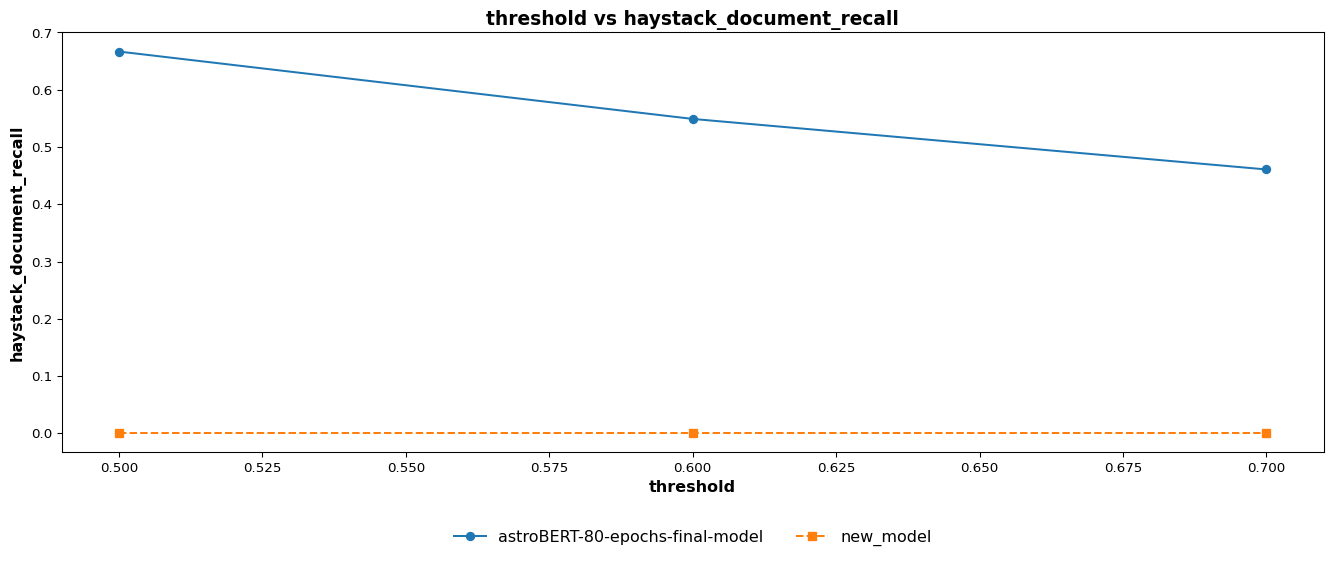 threshold vs haystack_document_recall
haystack_document_recall
0.7
0.6
0.5
0.4
0.3
0.2
0.1
0.0
0.500 0.525 0.550 0.575 0.600 0.625 0.650 0.675 0.700
threshold
astroBERT-80-epochs-final-model new_model